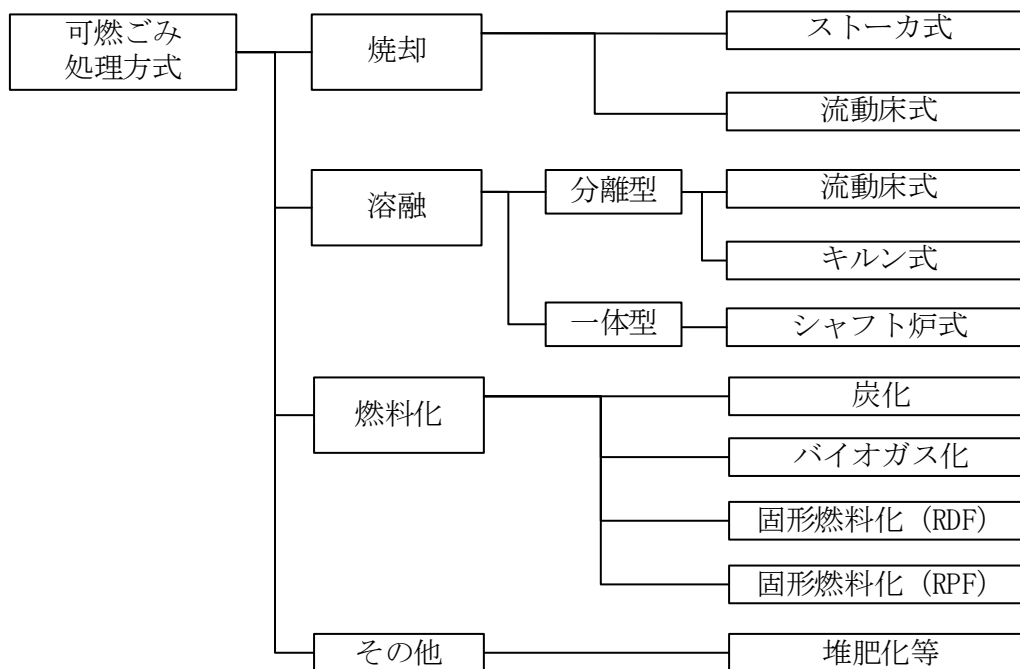 可燃ごみ
処理方式
焼却
ストーカ式
流動床式
溶融
分離型
流動床式
キルン式
一体型
シャフト炉式
燃料化
炭化
バイオガス化
固形燃料化（RDF）
固形燃料化（RPF）
その他
堆肥化等